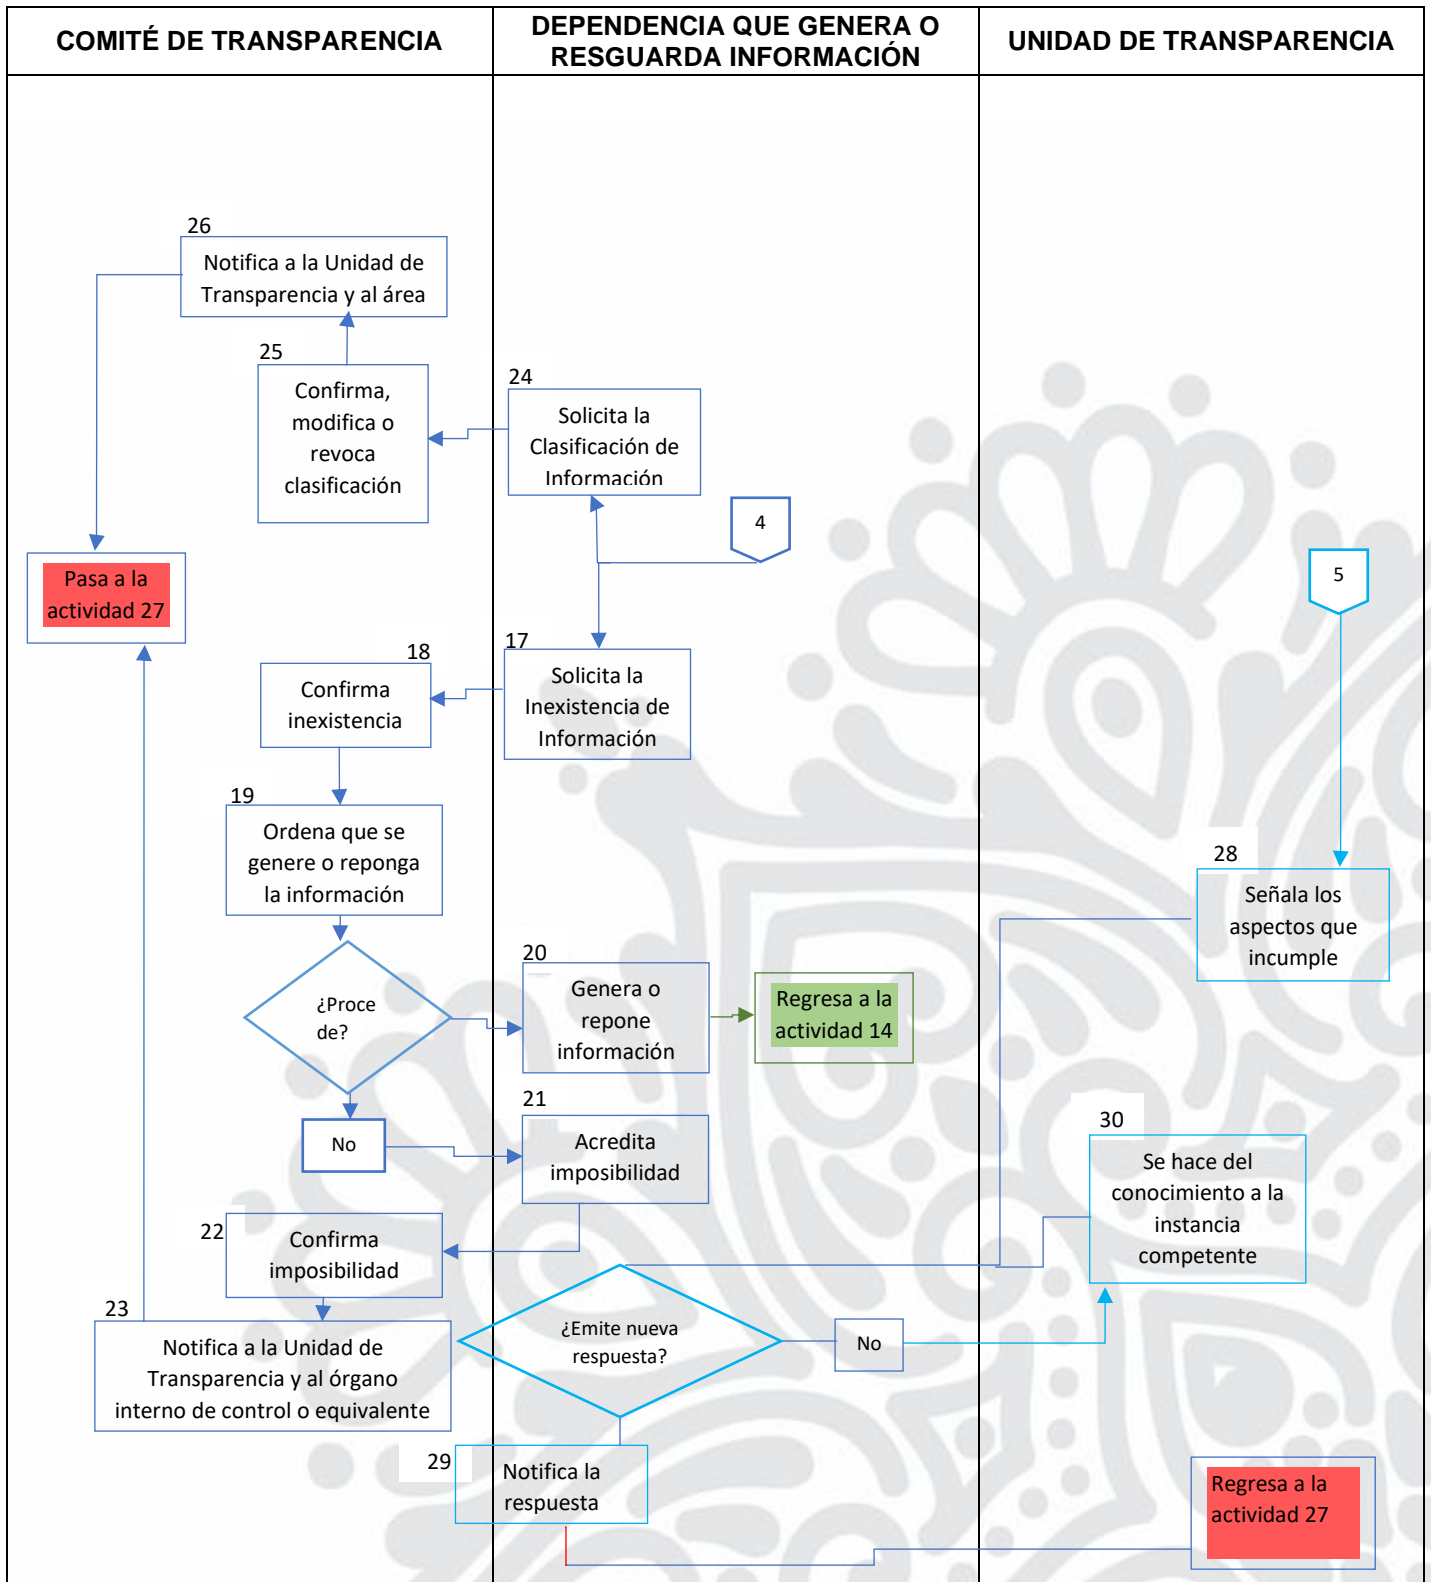 COMITÉ DE TRANSPARENCIA
DEPENDENCIA QUE GENERA O
RESGUARDA INFORMACIÓN
UNIDAD DE TRANSPARENCIA
26
Notifica a la Unidad de
Transparencia y al área
25
Confirma,
modifica o
revoca
clasificación
24
Solicita la
Clasificación de
Información
4
Pasa a la
actividad 27
5
17
Solicita la
Inexistencia de
Información
18
Confirma
inexistencia
19
Ordena que se
genere o reponga
la información
28
Señala los
aspectos que
incumple
¿Proce
de?
20
Genera o
repone
información
Regresa a la
actividad 14
No
21
Acredita
imposibilidad
30
Se hace del
conocimiento a la
instancia
competente
22
Confirma
imposibilidad
23
Notifica a la Unidad de
Transparencia y al órgano
interno de control o equivalente
¿Emite nueva
respuesta?
No
29
Notifica la
respuesta
Regresa a la
actividad 27